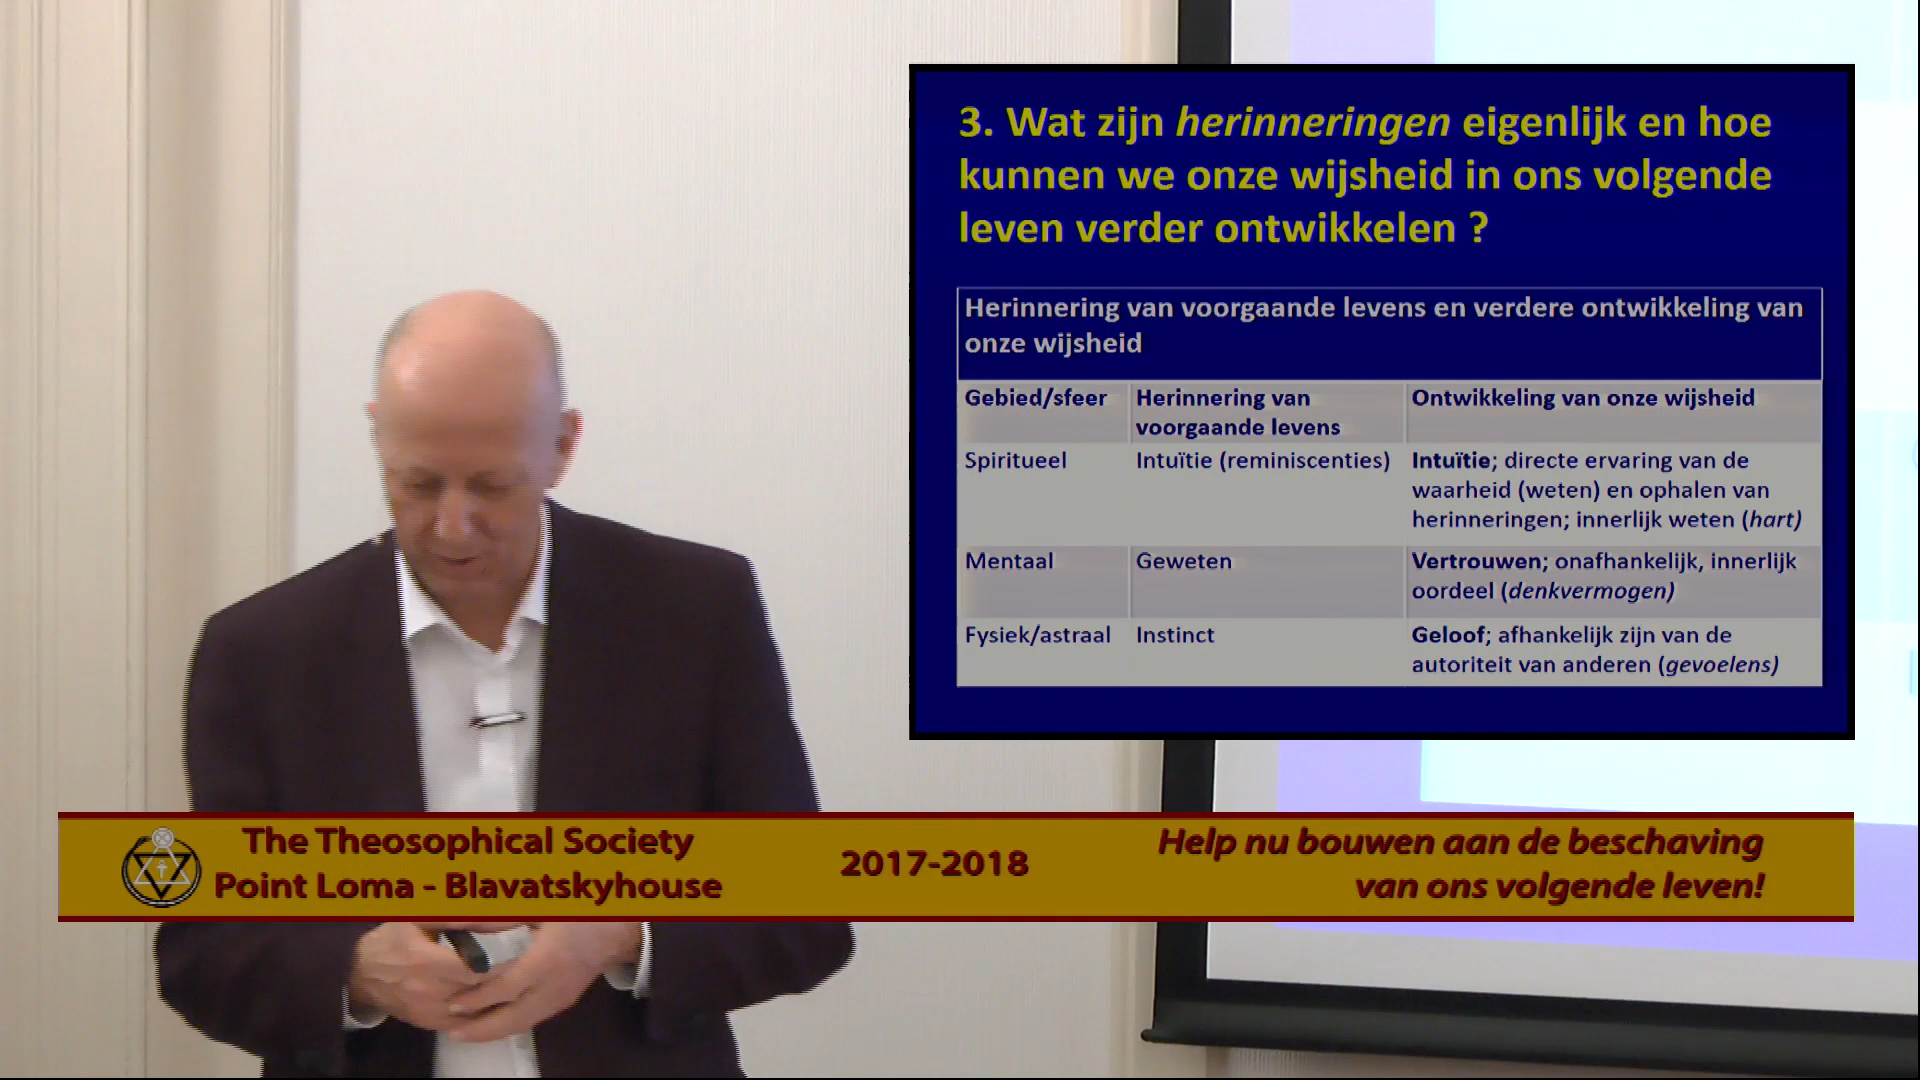 3. Wat zijn herinneringen eigenlijk en hoe
kunnen we onze wijsheid in ons volgende
leven verder ontwikkelen ?
Herinnering van voorgaande levens en verdere ontwikkeling van
onze wijsheid
Gebied/sfeer
Herinnering van
voorgaande levens
Ontwikkeling van onze wijsheid
Spiritueel
Intuïtie (reminiscenties)
Intuïtie; directe ervaring van de
waarheid (weten) en ophalen van
herinneringen; innerlijk weten (hart)
Mentaal
Geweten
Vertrouwen; onafhankelijk, innerlijk
oordeel (denkvermogen)
Fysiek/astraal
Instinct
Geloof; afhankelijk zijn van de
autoriteit van anderen (gevoelens)
The Theosophical Society
Point Loma - Blavatskyhouse
2017-2018
Help nu bouwen aan de beschaving
van ons volgende leven!